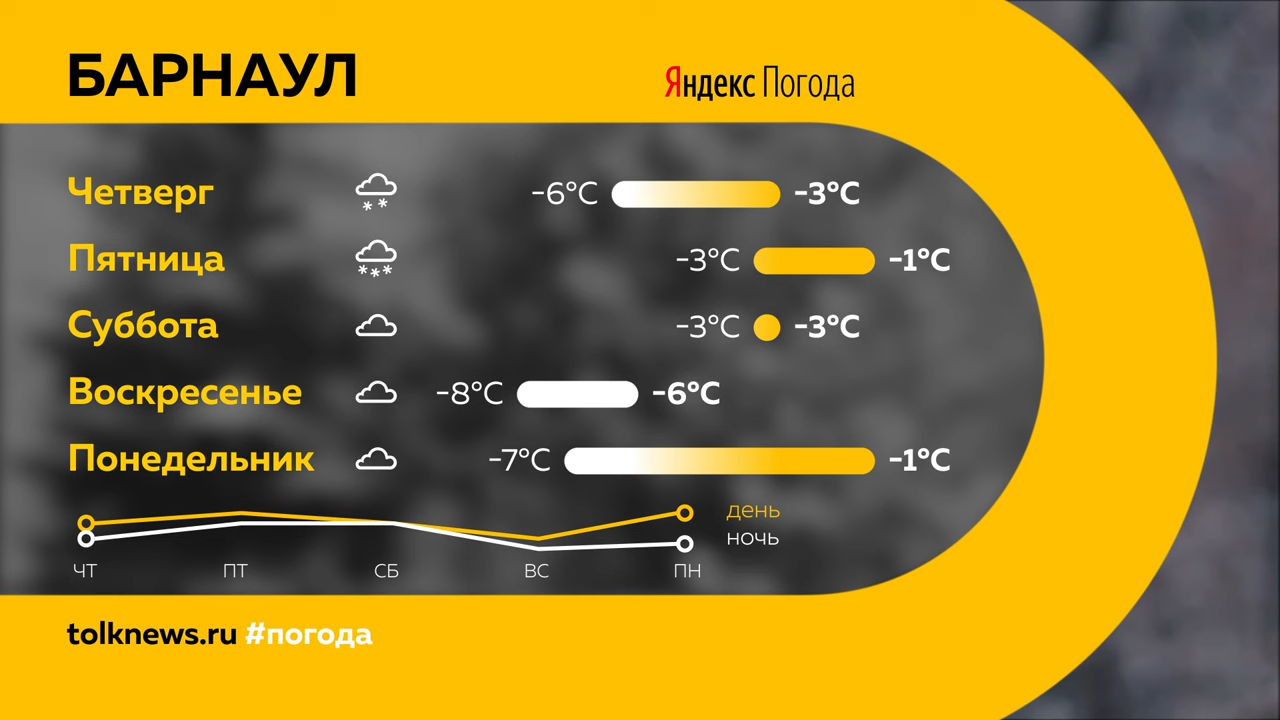 БАРНАУЛ
Яндекс Погода
Четверг -6°C -3°C
Пятница -3°C -1°C
Суббота -3°C -3°C
Воскресенье -8°C -6°C
Понедельник -7°C -1°C
день
ночь
ЧТ ПТ СБ ВС ПН
tolknews.ru #погода